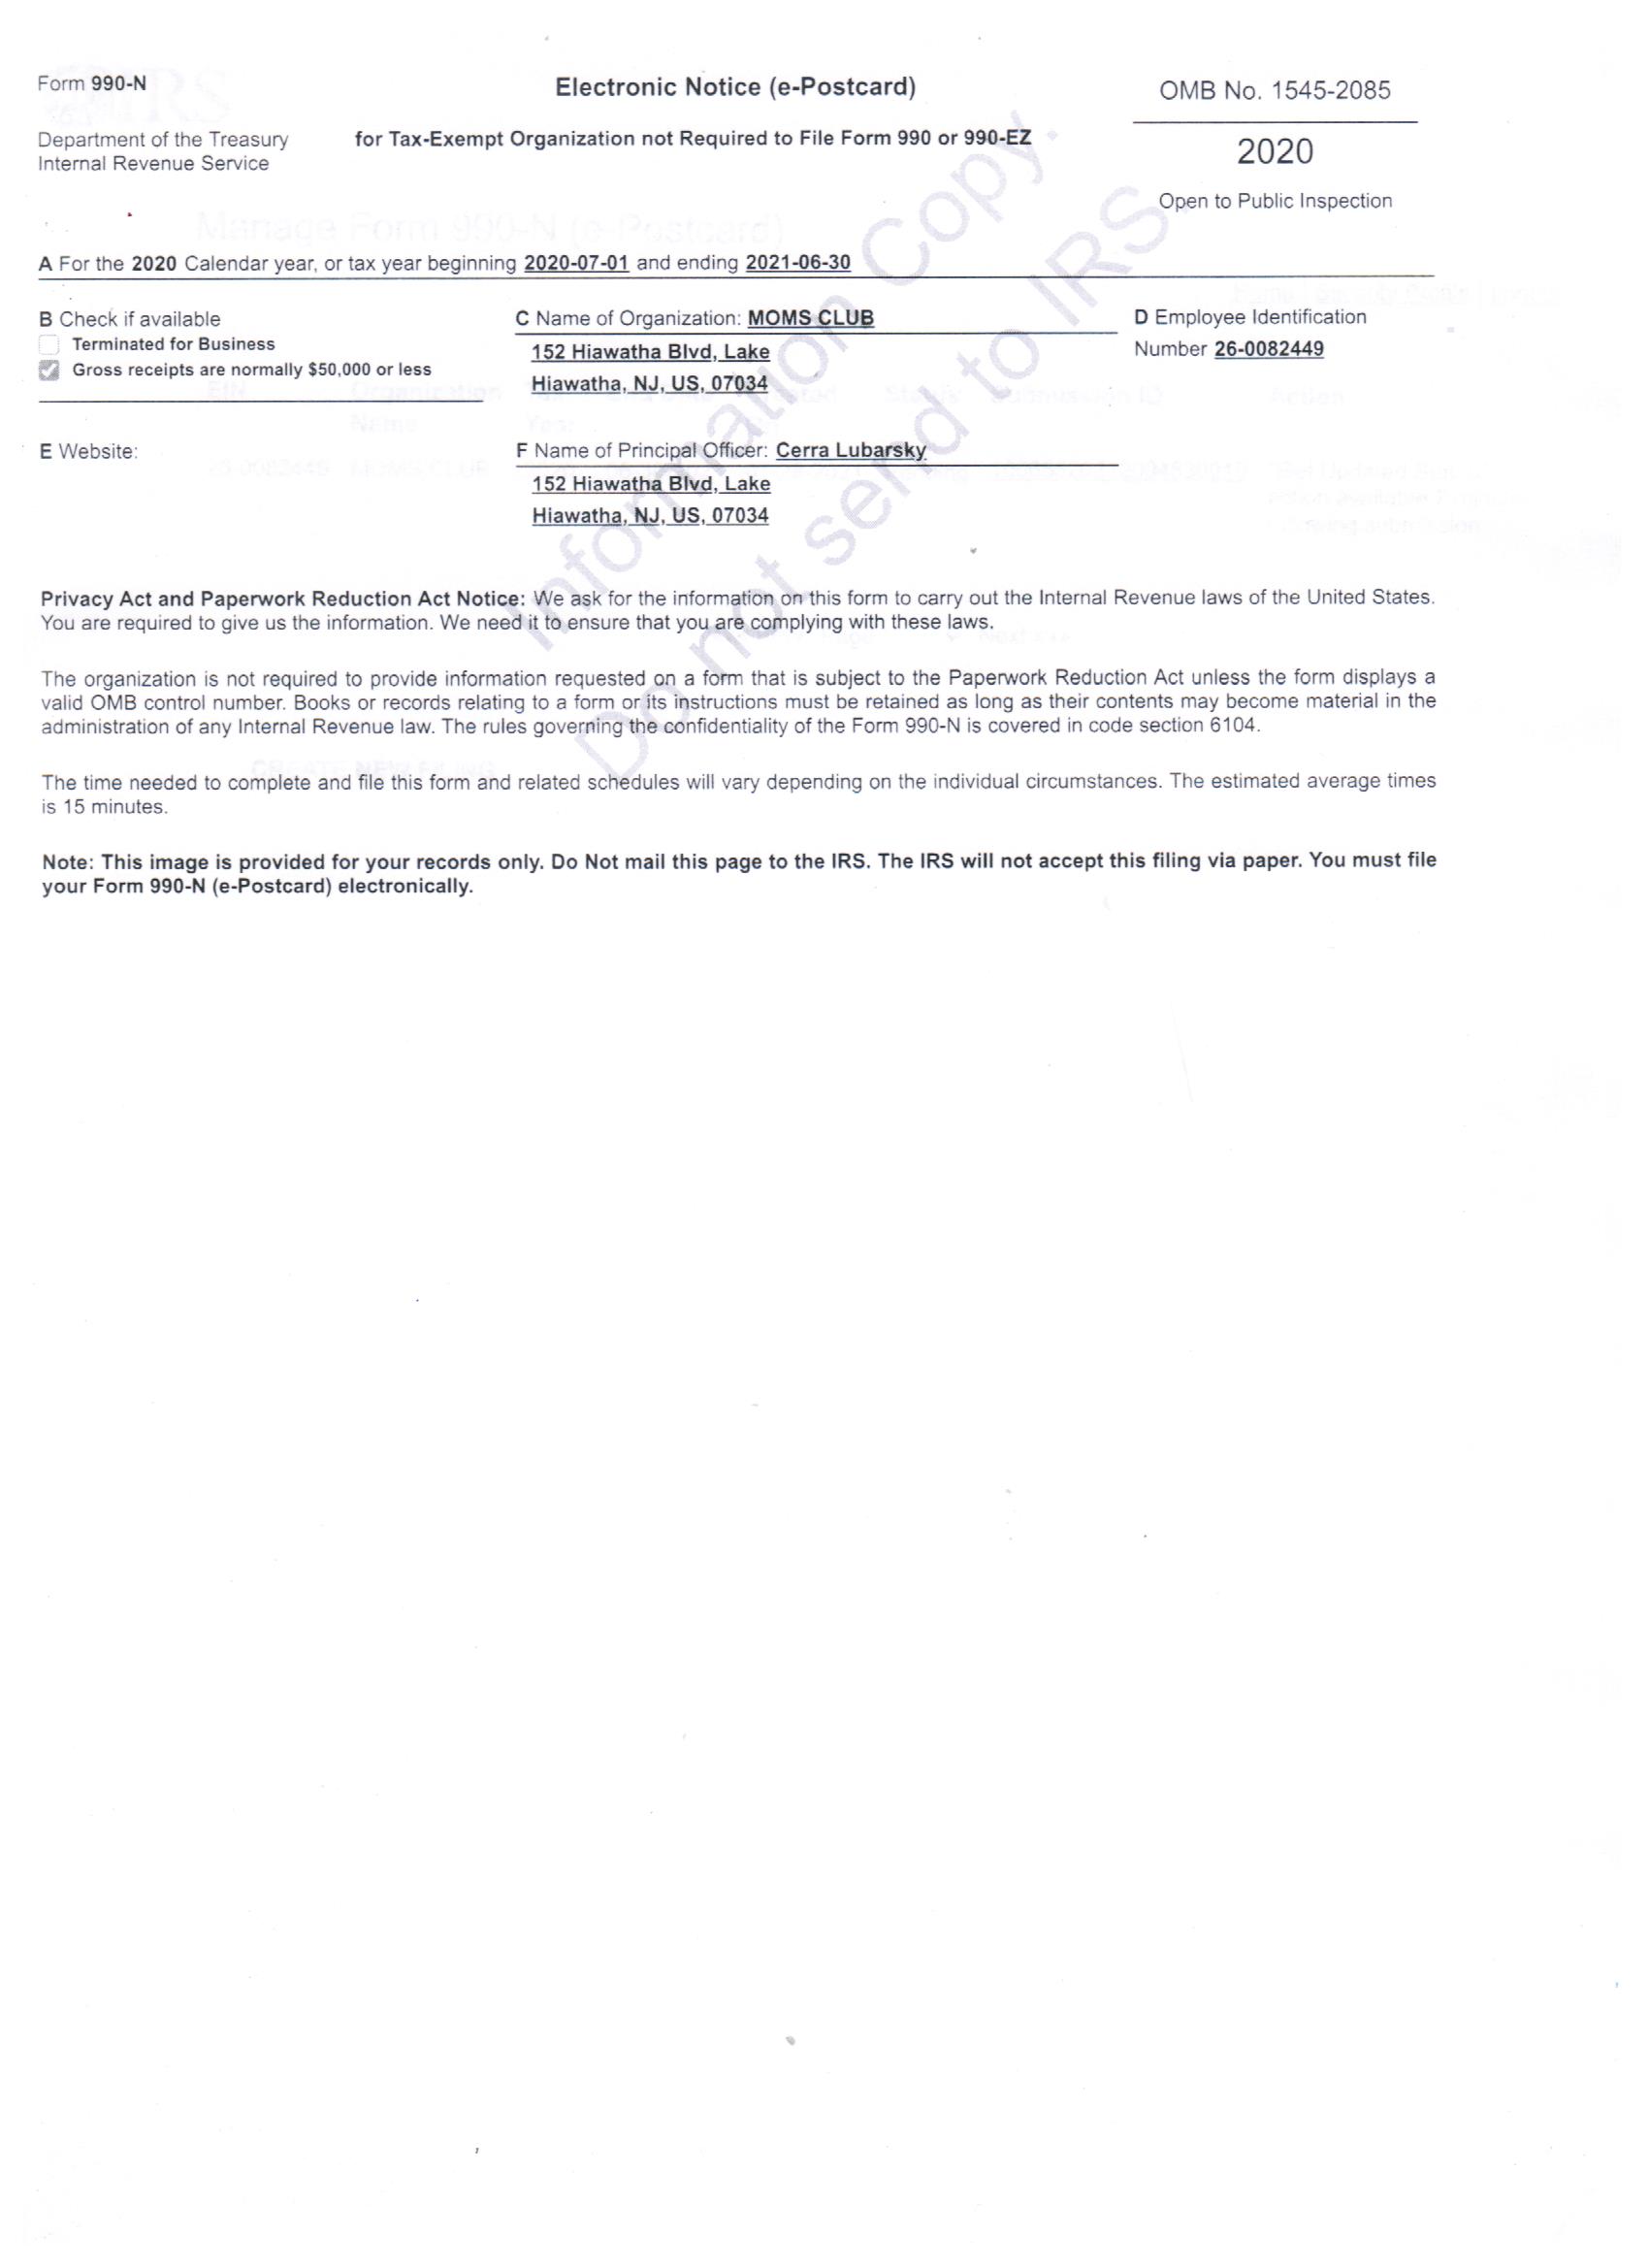 Form 990-N
Department of the Treasury
Internal Revenue Service
Electronic Notice (e-Postcard)
for Tax-Exempt Organization not Required to File Form 990 or 990-EZ
OMB No. 1545-2085
2020
Open to Public Inspection
Manage Form 990-N (e-Postcard)
A For the 2020 Calendar year, or tax year beginning 2020-07-01 and ending 2021-06-30
B Check if available
Terminated for Business
Gross receipts are normally $50,000 or less
C Name of Organization: MOMS CLUB
152 Hiawatha Blvd, Lake
Hiawatha, NJ, US, 07034
D Employee Identification
Number 26-0082449
E Website:
F Name of Principal Officer: Cerra Lubarsky
152 Hiawatha Blvd, Lake
Hiawatha, NJ, US, 07034
Information Copy.
Do not send to IRS.
Privacy Act and Paperwork Reduction Act Notice: We ask for the information on this form to carry out the Internal Revenue laws of the United States.
You are required to give us the information. We need it to ensure that you are complying with these laws.
The organization is not required to provide information requested on a form that is subject to the Paperwork Reduction Act unless the form displays a
valid OMB control number. Books or records relating to a form or its instructions must be retained as long as their contents may become material in the
administration of any Internal Revenue law. The rules governing the confidentiality of the Form 990-N is covered in code section 6104.
The time needed to complete and file this form and related schedules will vary depending on the individual circumstances. The estimated average times
is 15 minutes.
Note: This image is provided for your records only. Do Not mail this page to the IRS. The IRS will not accept this filing via paper. You must file
your Form 990-N (e-Postcard) electronically.